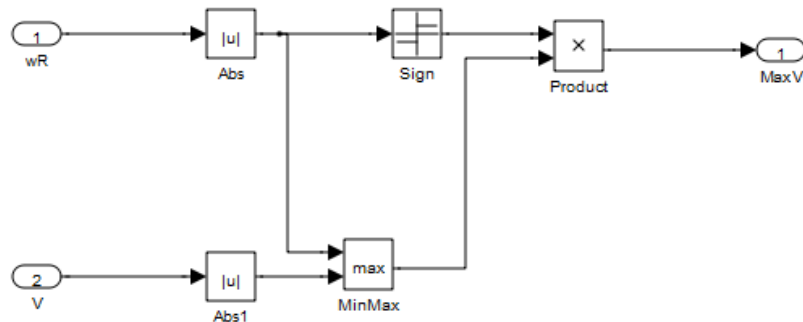 1
wR
|u|
Abs
Sign
×
Product
1
MaxV
2
V
|u|
Abs1
max
MinMax